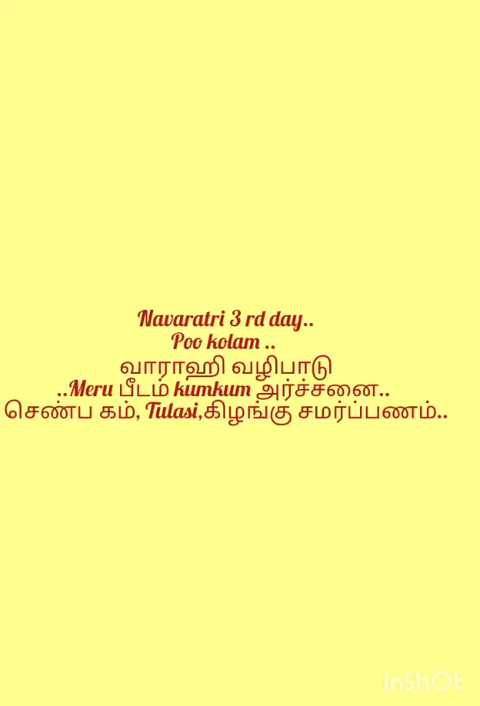 Navaratri 3 rd day..
Poo kolam ..
வாராஹி வழிபாடு
..Meru பீடம் kumkum அர்ச்சனை..
செண்ப கம், Tulasi,கிழங்கு சமர்ப்பணம்..
InShOt